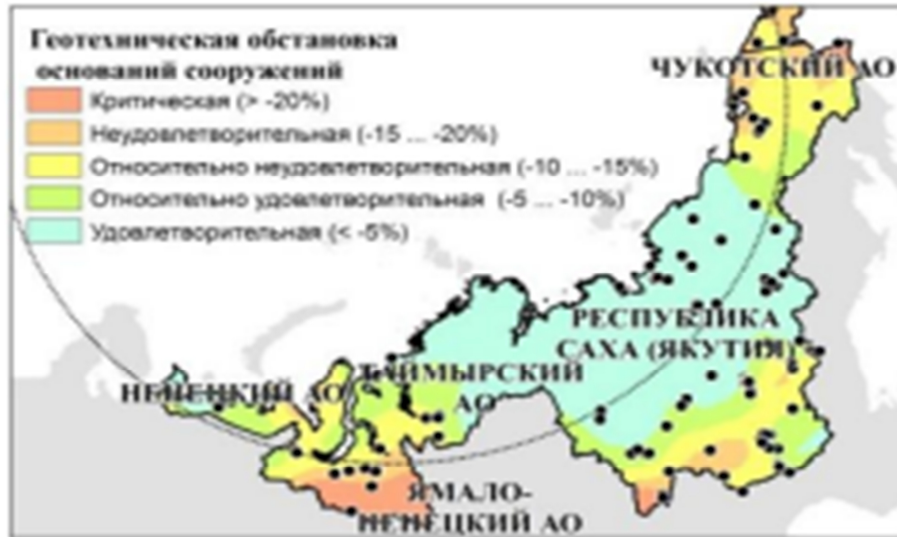 Геотехническая обстановка
оснований сооружений
Критическая (> -20%)
Неудовлетворительная (-15 ... -20%)
Относительно неудовлетворительная (-10 ... -15%)
Относительно удовлетворительная (-5 ... -10%)
Удовлетворительная (< -5%)
ЧУКОТСКИЙ АО
РЕСПУБЛИКА
САХА (ЯКУТИЯ)
НЕНЕЦКИЙ АО
ТАЙМЫРСКИЙ
АО
ЯМАЛО-
НЕНЕЦКИЙ АО